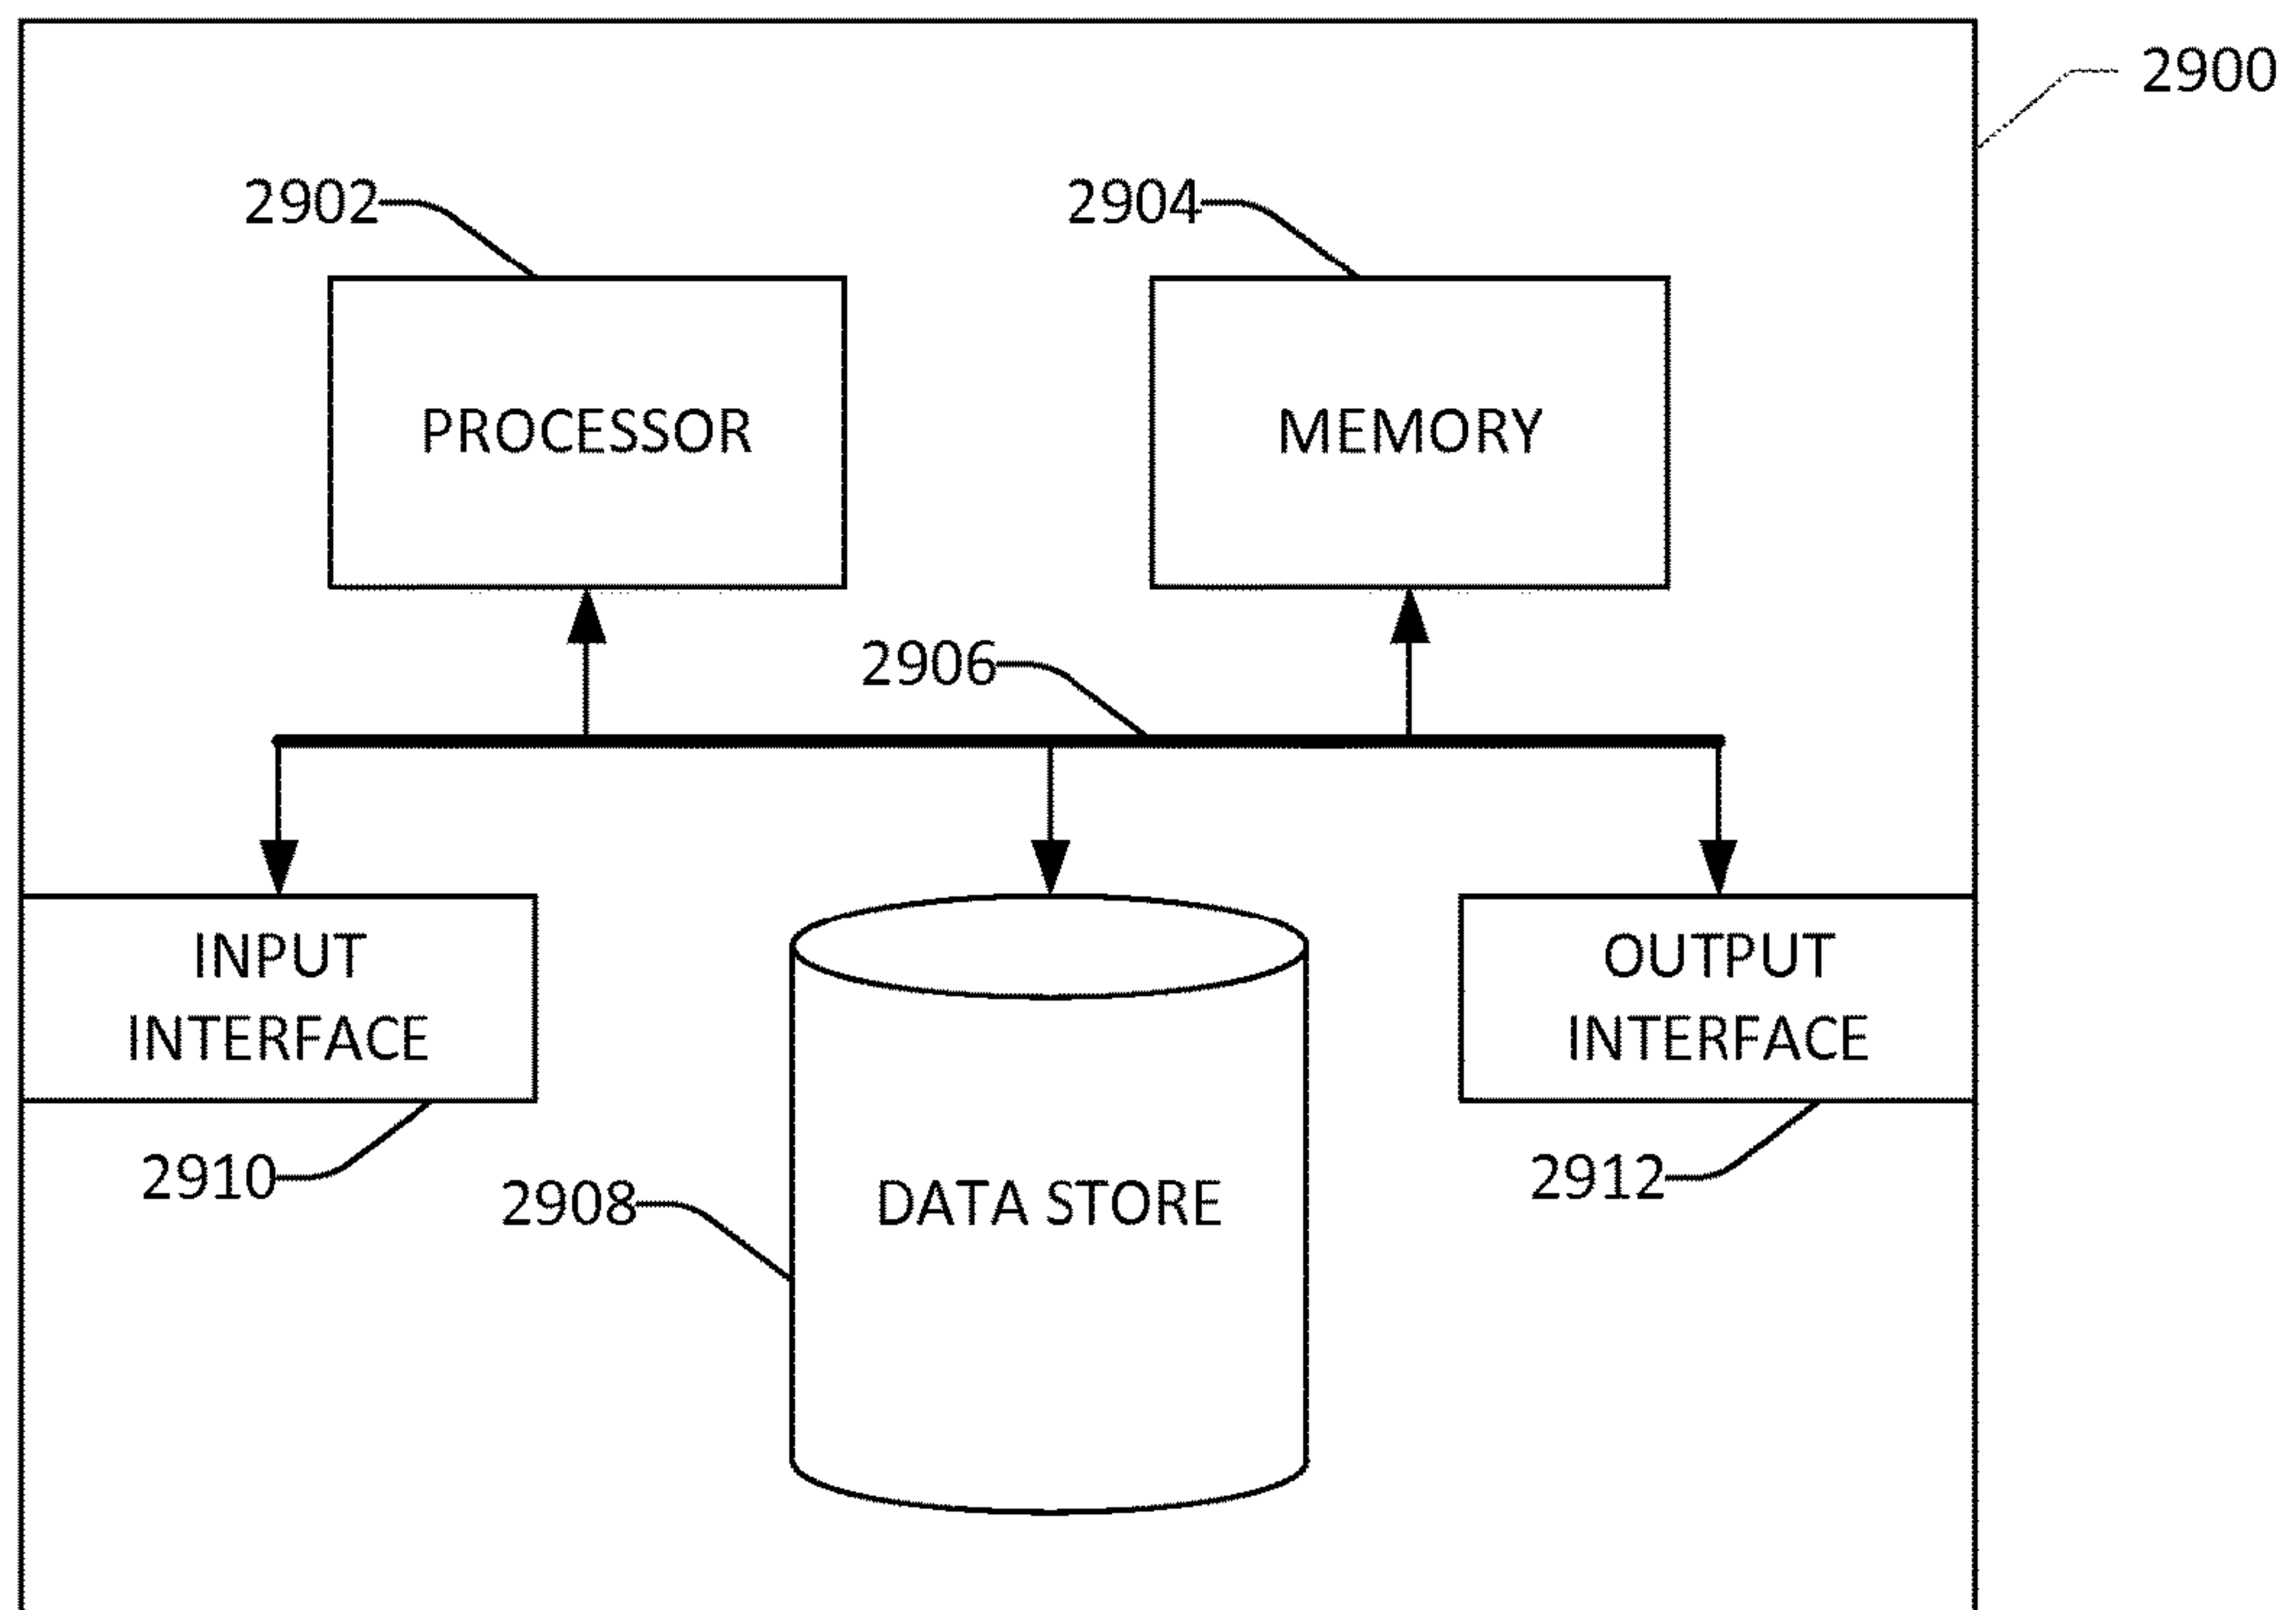 2900
2902
2904
PROCESSOR
MEMORY
2906
INPUT
INTERFACE
OUTPUT
INTERFACE
2910
2908
DATA STORE
2912